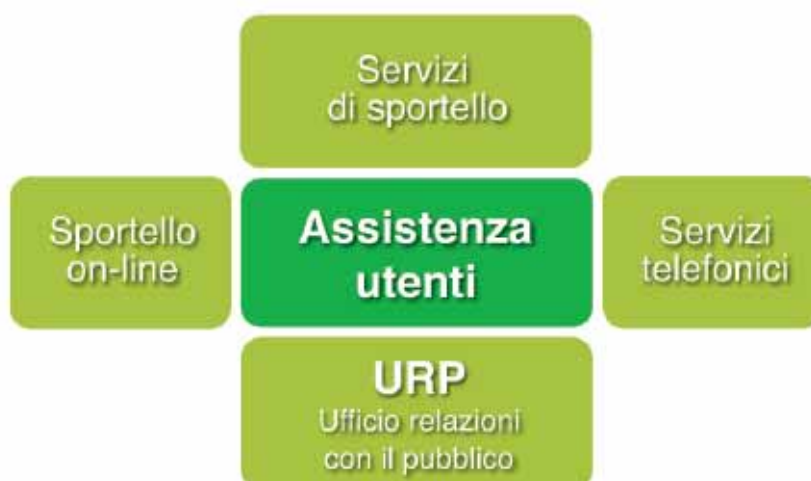 Servizi
di sportello
Sportello
on-line
Assistenza
utenti
Servizi
telefonici
URP
Ufficio relazioni
con il pubblico